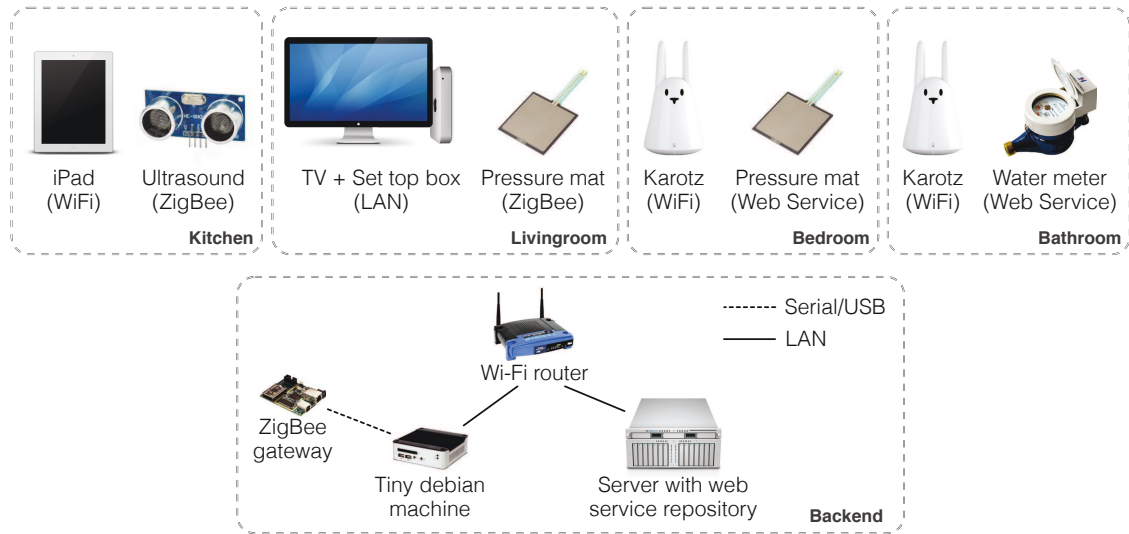 iPad
(WiFi)
Ultrasound
(ZigBee)
Kitchen
TV + Set top box
(LAN)
Pressure mat
(ZigBee)
Livingroom
Karotz
(WiFi)
Pressure mat
(Web Service)
Bedroom
Karotz
(WiFi)
Water meter
(Web Service)
Bathroom
Serial/USB
LAN
Wi-Fi router
ZigBee
gateway
Tiny debian
machine
Server with web
service repository
Backend